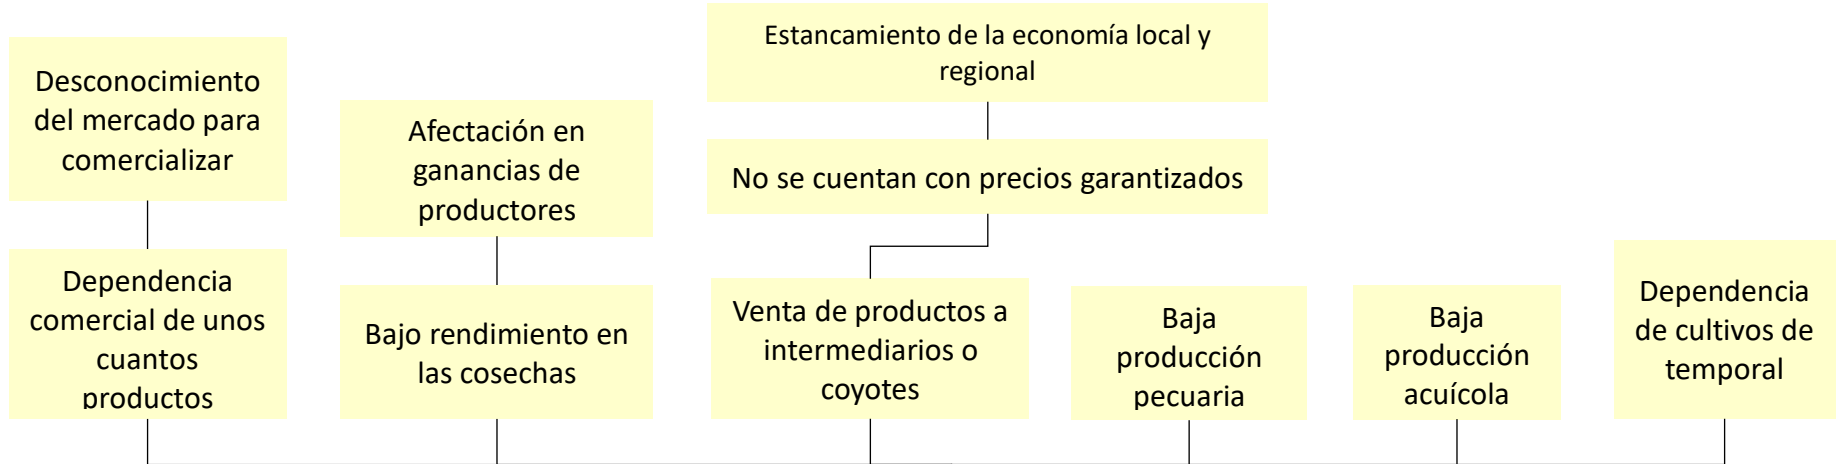 Desconocimiento
del mercado para
comercializar
Dependencia
comercial de unos
cuantos
productos
Afectación en
ganancias de
productores
Bajo rendimiento en
las cosechas
Estancamiento de la economía local y
regional
No se cuentan con precios garantizados
Venta de productos a
intermediarios o
coyotes
Baja
producción
pecuaria
Baja
producción
acuícola
Dependencia
de cultivos de
temporal